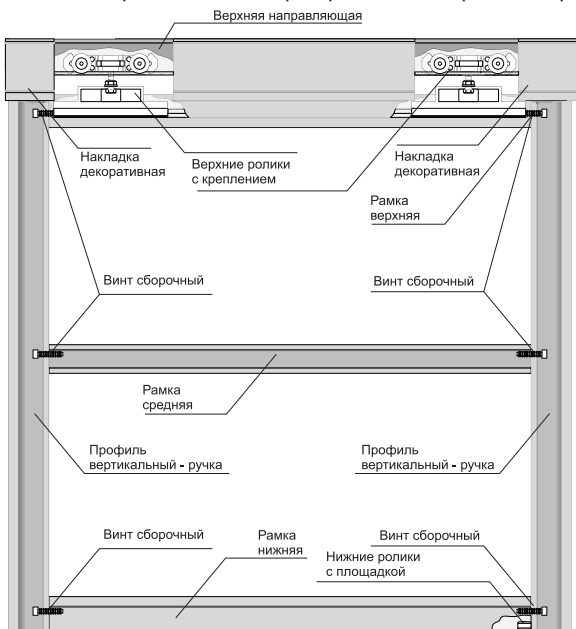 Верхняя направляющая
Накладка
декоративная
Верхние ролики
с креплением
Накладка
декоративная
Рамка
верхняя
Винт сборочный
Винт сборочный
Рамка
средняя
Профиль
вертикальный - ручка
Профиль
вертикальный - ручка
Винт сборочный
Рамка
нижняя
Винт сборочный
Нижние ролики
с площадкой